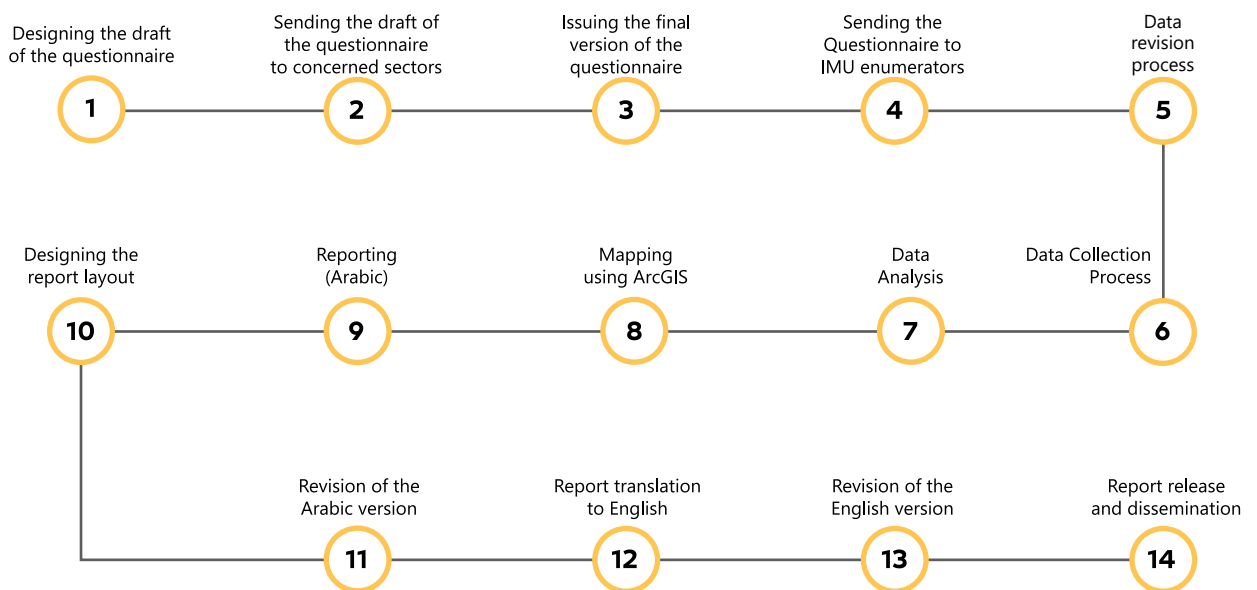 Designing the draft
of the questionnaire
1
Sending the draft of
the questionnaire
to concerned sectors
2
Issuing the final
version of the
questionnaire
3
Sending the
Questionnaire to
IMU enumerators
4
Data
revision
process
5
Data Collection
Process
6
Data
Analysis
7
Mapping
using ArcGIS
8
Reporting
(Arabic)
9
Designing the
report layout
10
Revision of the
Arabic version
11
Report translation
to English
12
Revision of the
English version
13
Report release
and dissemination
14